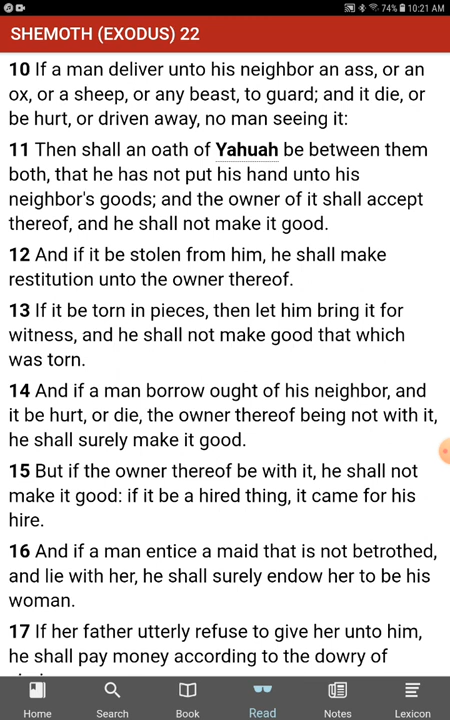 74% 10:21 AM
SHEMOTH (EXODUS) 22
10 If a man deliver unto his neighbor an ass, or an
ox, or a sheep, or any beast, to guard; and it die, or
be hurt, or driven away, no man seeing it:
11 Then shall an oath of Yahuah be between them
both, that he has not put his hand unto his
neighbor's goods; and the owner of it shall accept
thereof, and he shall not make it good.
12 And if it be stolen from him, he shall make
restitution unto the owner thereof.
13 If it be torn in pieces, then let him bring it for
witness, and he shall not make good that which
was torn.
14 And if a man borrow ought of his neighbor, and
it be hurt, or die, the owner thereof being not with it,
he shall surely make it good.
15 But if the owner thereof be with it, he shall not
make it good: if it be a hired thing, it came for his
hire.
16 And if a man entice a maid that is not betrothed,
and lie with her, he shall surely endow her to be his
woman.
17 If her father utterly refuse to give her unto him,
he shall pay money according to the dowry of
Home Search Book Read Notes Lexicon